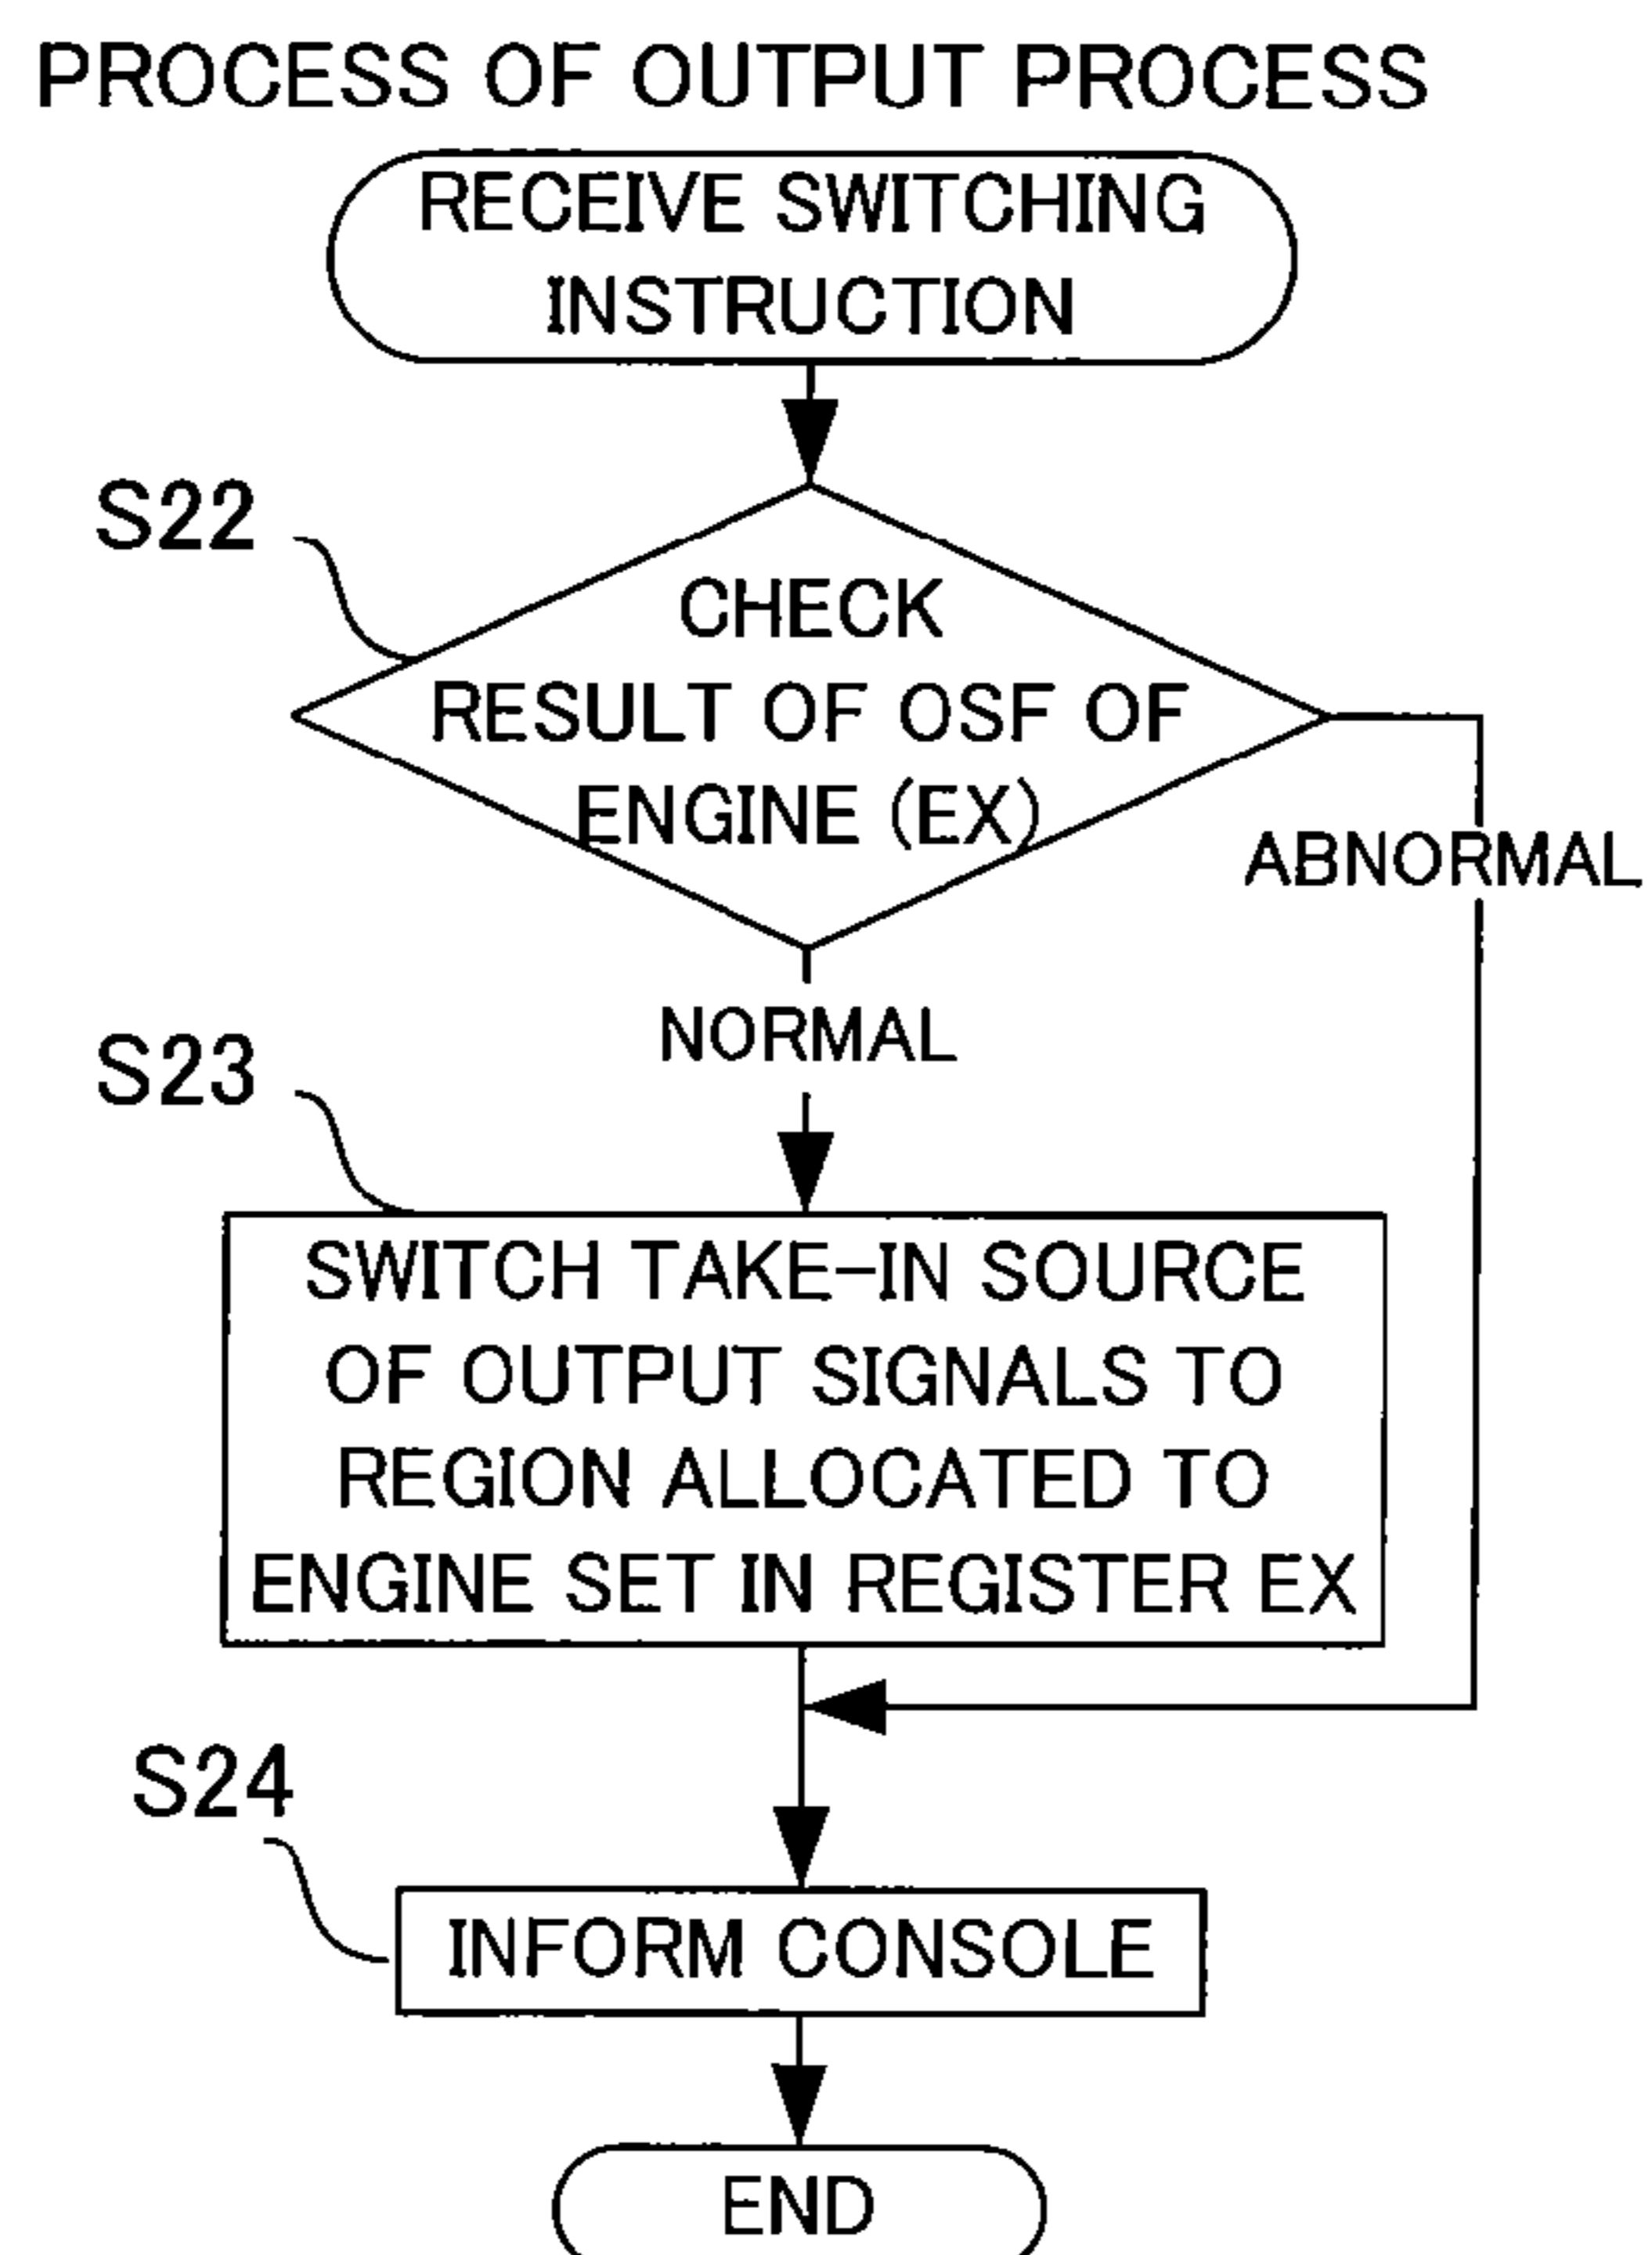 PROCESS OF OUTPUT PROCESS
RECEIVE SWITCHING
INSTRUCTION
S22
CHECK
RESULT OF OSF OF
ENGINE (EX)
ABNORMAL
NORMAL
S23
SWITCH TAKE-IN SOURCE
OF OUTPUT SIGNALS TO
REGION ALLOCATED TO
ENGINE SET IN REGISTER EX
S24
INFORM CONSOLE
END